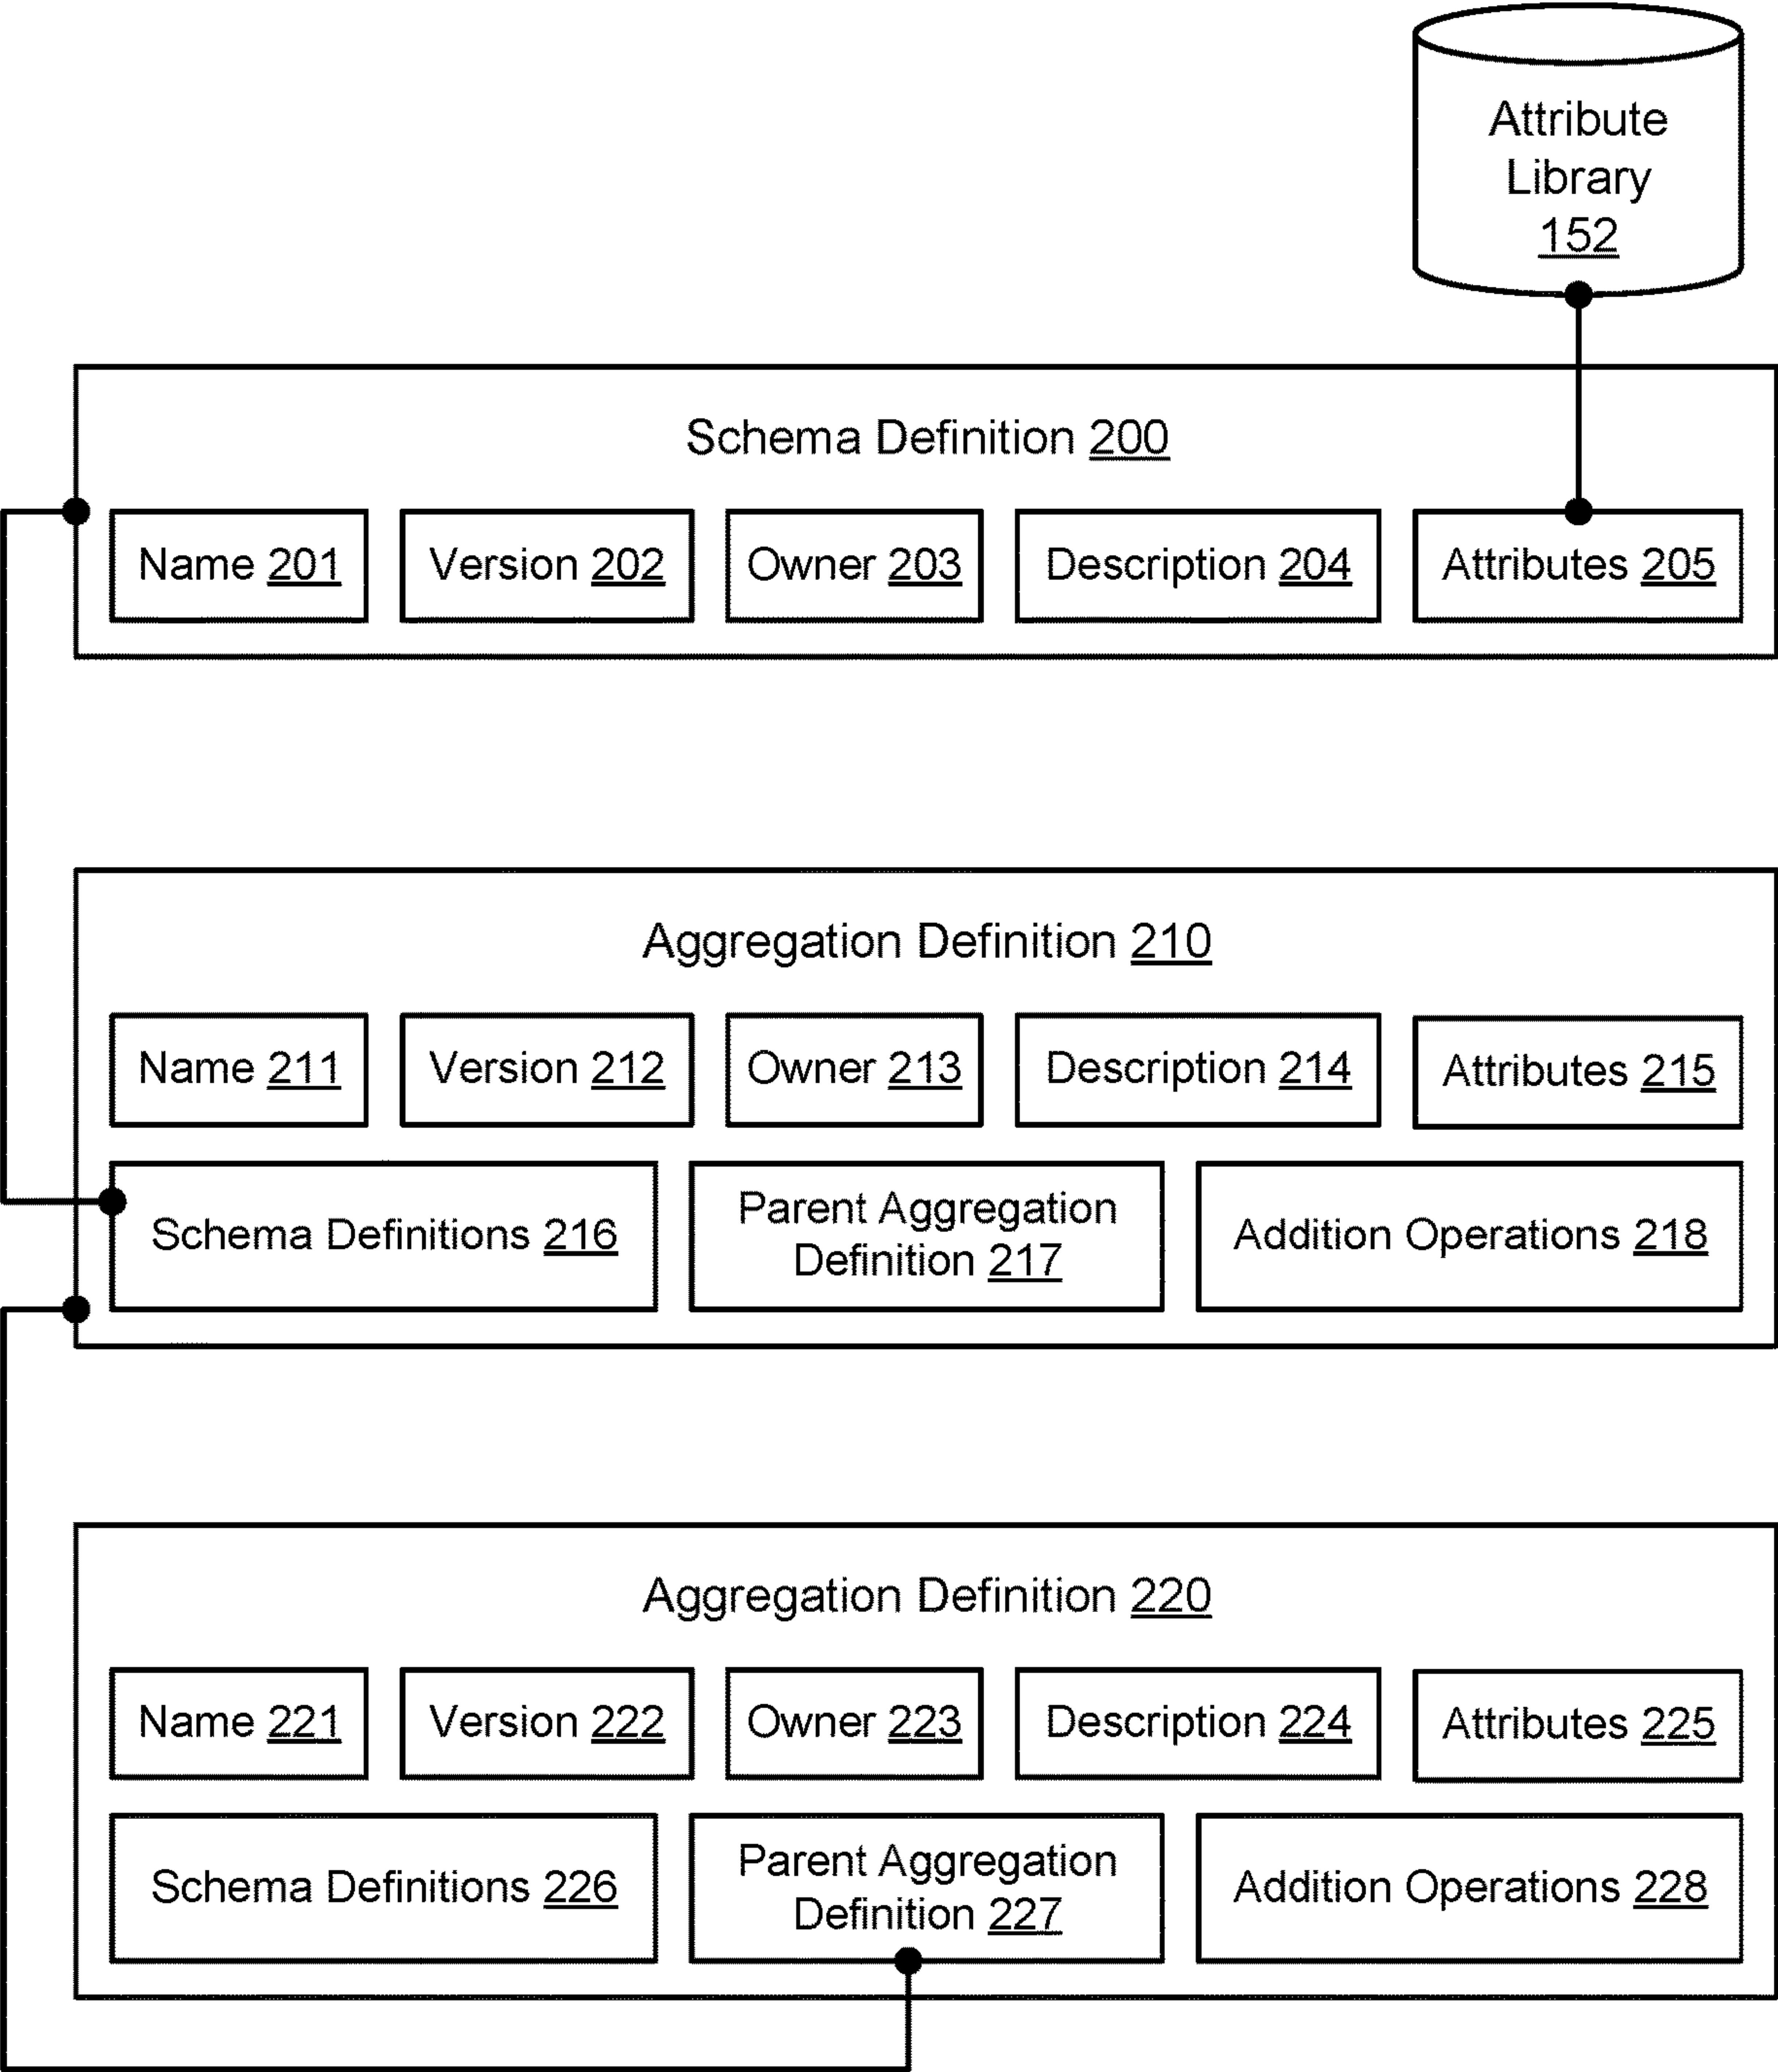 Attribute
Library
152
Schema Definition 200
Name 201
Version 202
Owner 203
Description 204
Attributes 205
Aggregation Definition 210
Name 211
Version 212
Owner 213
Description 214
Attributes 215
Schema Definitions 216
Parent Aggregation
Definition 217
Addition Operations 218
Aggregation Definition 220
Name 221
Version 222
Owner 223
Description 224
Attributes 225
Schema Definitions 226
Parent Aggregation
Definition 227
Addition Operations 228